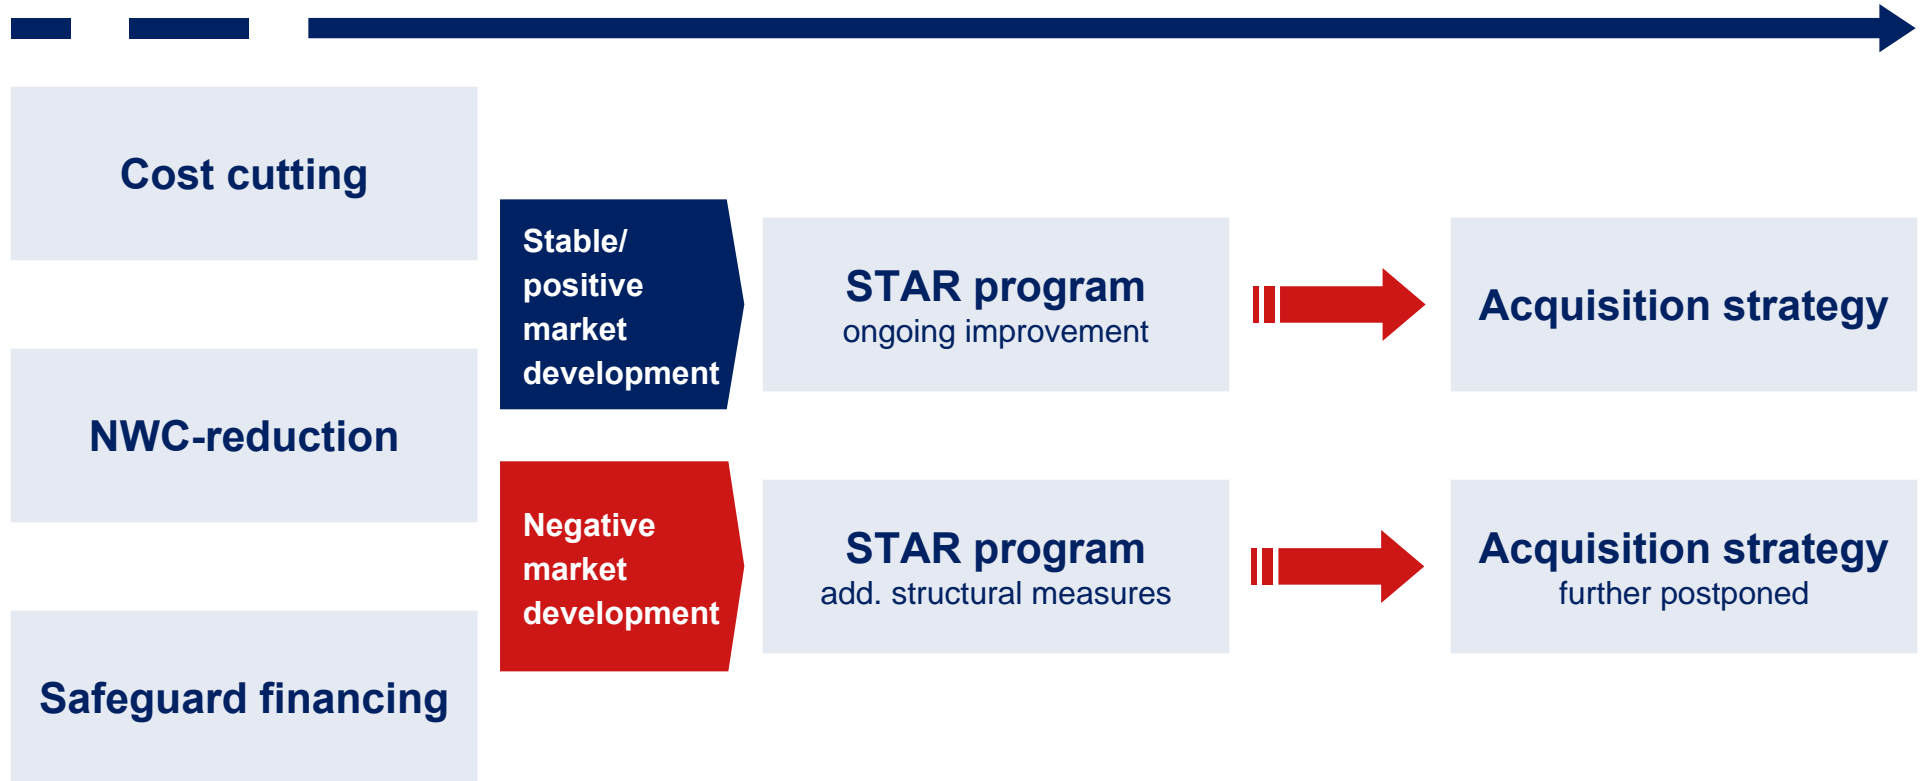 Cost cutting
NWC-reduction
Safeguard financing
Stable/
positive
market
development
STAR program
ongoing improvement
Acquisition strategy
Negative
market
development
STAR program
add. structural measures
Acquisition strategy
further postponed